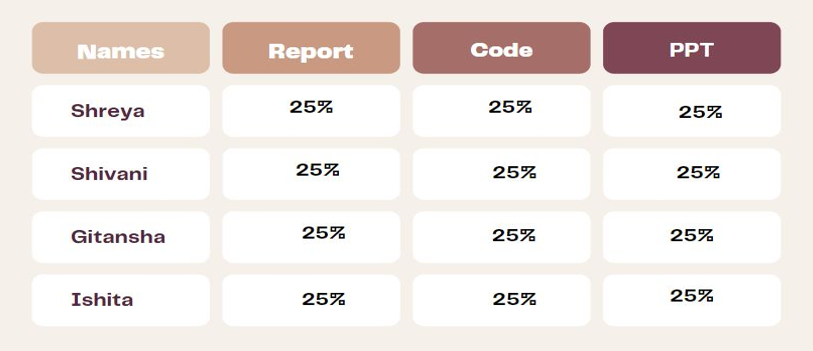 Names Report Code PPT
Shreya 25% 25% 25%
Shivani 25% 25% 25%
Gitansha 25% 25% 25%
Ishita 25% 25% 25%